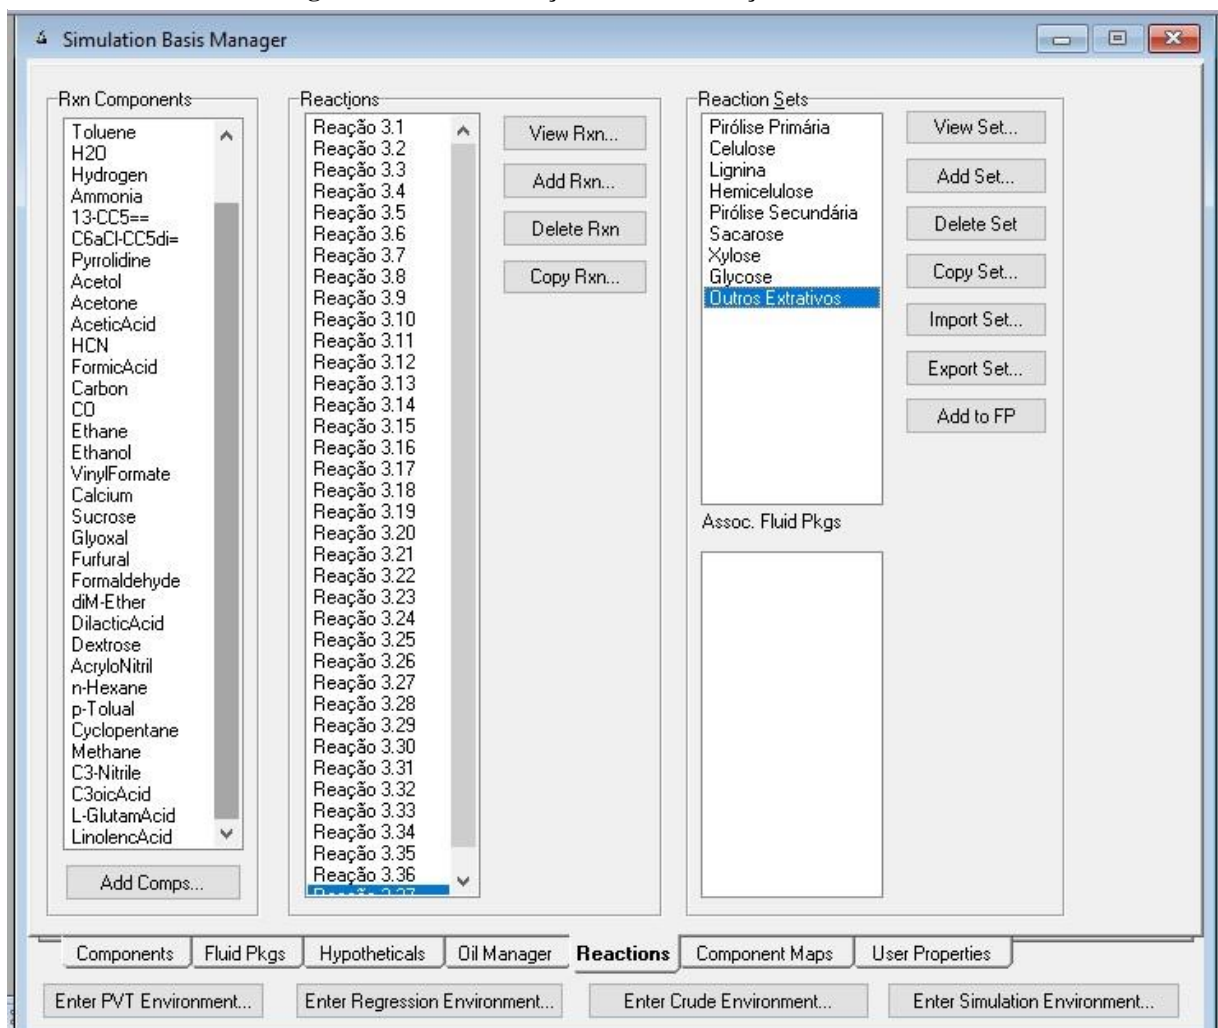 Simulation Basis Manager
Rxn Components
Toluene
H2O
Hydrogen
Ammonia
13-CC5==
C6aCl-CC5di=
Pyrrolidine
Acetol
Acetone
AceticAcid
HCN
FormicAcid
Carbon
CO
Ethane
Ethanol
VinylFormate
Calcium
Sucrose
Glyoxal
Furfural
Formaldehyde
diM-Ether
DilacticAcid
Dextrose
AcryloNitril
n-Hexane
p-Tolual
Cyclopentane
Methane
C3-Nitrile
C3oicAcid
L-GlutamAcid
LinolencAcid
Add Comps...
Reactions
Reação 3.1
Reação 3.2
Reação 3.3
Reação 3.4
Reação 3.5
Reação 3.6
Reação 3.7
Reação 3.8
Reação 3.9
Reação 3.10
Reação 3.11
Reação 3.12
Reação 3.13
Reação 3.14
Reação 3.15
Reação 3.16
Reação 3.17
Reação 3.18
Reação 3.19
Reação 3.20
Reação 3.21
Reação 3.22
Reação 3.23
Reação 3.24
Reação 3.25
Reação 3.26
Reação 3.27
Reação 3.28
Reação 3.29
Reação 3.30
Reação 3.31
Reação 3.32
Reação 3.33
Reação 3.34
Reação 3.35
Reação 3.36
Reação 3.37
View Rxn...
Add Rxn...
Delete Rxn
Copy Rxn...
Reaction Sets
Pirólise Primária
Celulose
Lignina
Hemicelulose
Pirólise Secundária
Sacarose
Xylose
Glycose
Outros Extrativos
View Set...
Add Set...
Delete Set
Copy Set...
Import Set...
Export Set...
Add to FP
Assoc. Fluid Pkgs
Components
Fluid Pkgs
Hypotheticals
Oil Manager
Reactions
Component Maps
User Properties
Enter PVT Environment...
Enter Regression Environment...
Enter Crude Environment...
Enter Simulation Environment...